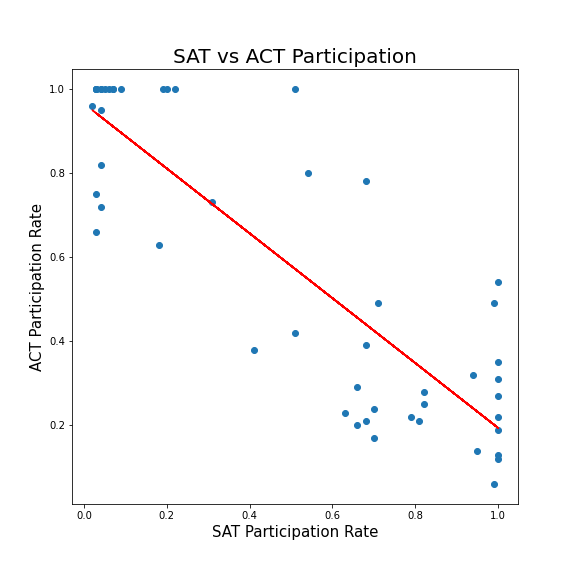 SAT vs ACT Participation
1.0
0.8
0.6
0.4
0.2
ACT Participation Rate
0.0 0.2 0.4 0.6 0.8 1.0
SAT Participation Rate